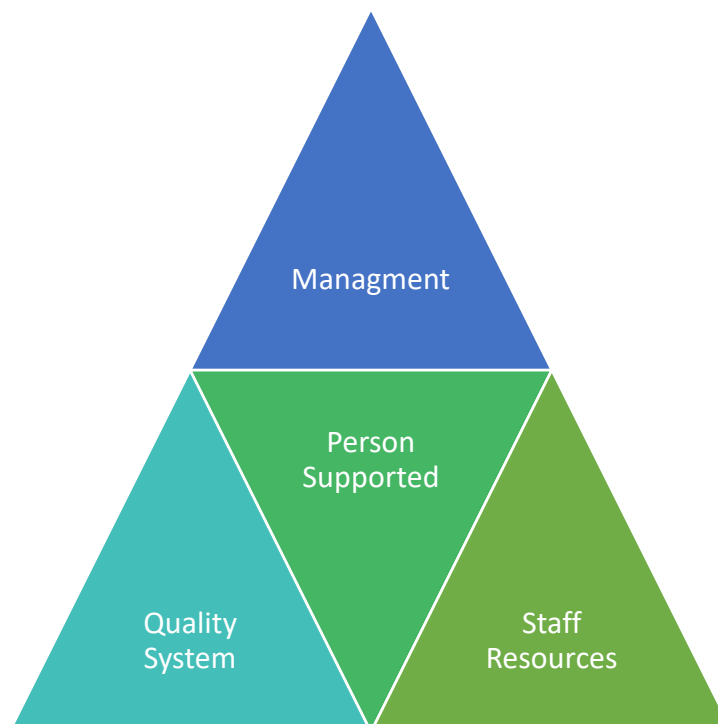 Managment
Person
Supported
Quality
System
Staff
Resources